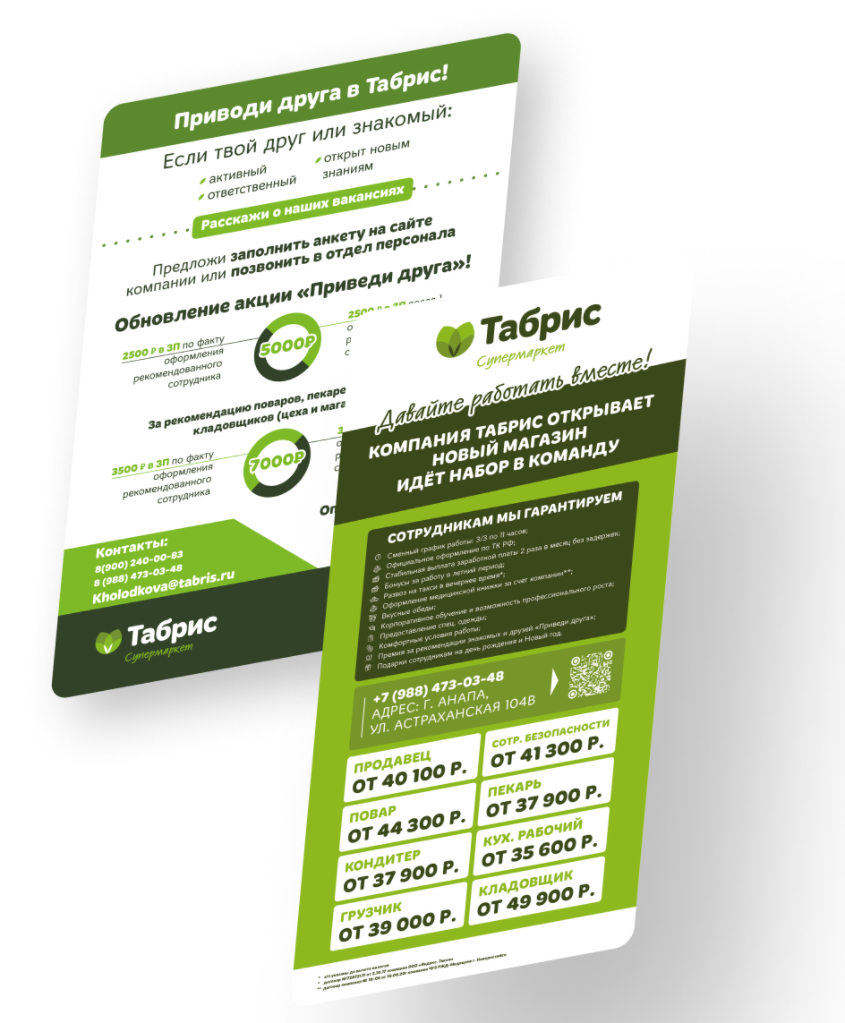 Приводи друга в Табрис!
Если твой друг или знакомый:
активный
ответственный
открыт новым
знаниям
Расскажи о наших вакансиях
Предложи заполнить анкету на сайте
компании или позвонить в отдел персонала
Обновление акции «Приведи друга»!
2500 ₽ в ЗП по факту
оформления
рекомендованного
сотрудника
5000₽
2500 ₽ в ЗП
За рекомендацию поваров, пекаре
кладовщиков (цеха и мага
3500 ₽ в ЗП по факту
оформления
рекомендованного
сотрудника
7000₽
Контакты:
8(900) 240-00-83
8 (988) 473-03-48
Kholodkova@tabris.ru
Табрис
Супермаркет
Табрис
Супермаркет
Давайте работать вместе!
КОМПАНИЯ ТАБРИС ОТКРЫВАЕТ
НОВЫЙ МАГАЗИН
ИДЁТ НАБОР В КОМАНДУ
СОТРУДНИКАМ МЫ ГАРАНТИРУЕМ
Сменный график работы: 3/3 по 11 часов;
Официальное оформление по ТК РФ;
Стабильная выплата заработной платы 2 раза в месяц без задержек;
Бонусы за работу в летний период;
Развоз на такси в вечернее время*;
Оформление медицинской книжки за счет компании**;
Вкусные обеды;
Корпоративное обучение и возможность профессионального роста;
Предоставление спец. одежды;
Комфортные условия работы;
Премия за рекомендации знакомых и друзей «Приведи друга»;
Подарки сотрудникам на день рождения и Новый год.
+7 (988) 473-03-48
АДРЕС: Г. АНАПА,
УЛ. АСТРАХАНСКАЯ 104В
ПРОДАВЕЦ
ОТ 40 100 Р.
СОТР. БЕЗОПАСНОСТИ
ОТ 41 300 Р.
ПОВАР
ОТ 44 300 Р.
ПЕКАРЬ
ОТ 37 900 Р.
КОНДИТЕР
ОТ 37 900 Р.
КУХ. РАБОЧИЙ
ОТ 35 600 Р.
ГРУЗЧИК
ОТ 39 000 Р.
КЛАДОВЩИК
ОТ 49 900 Р.